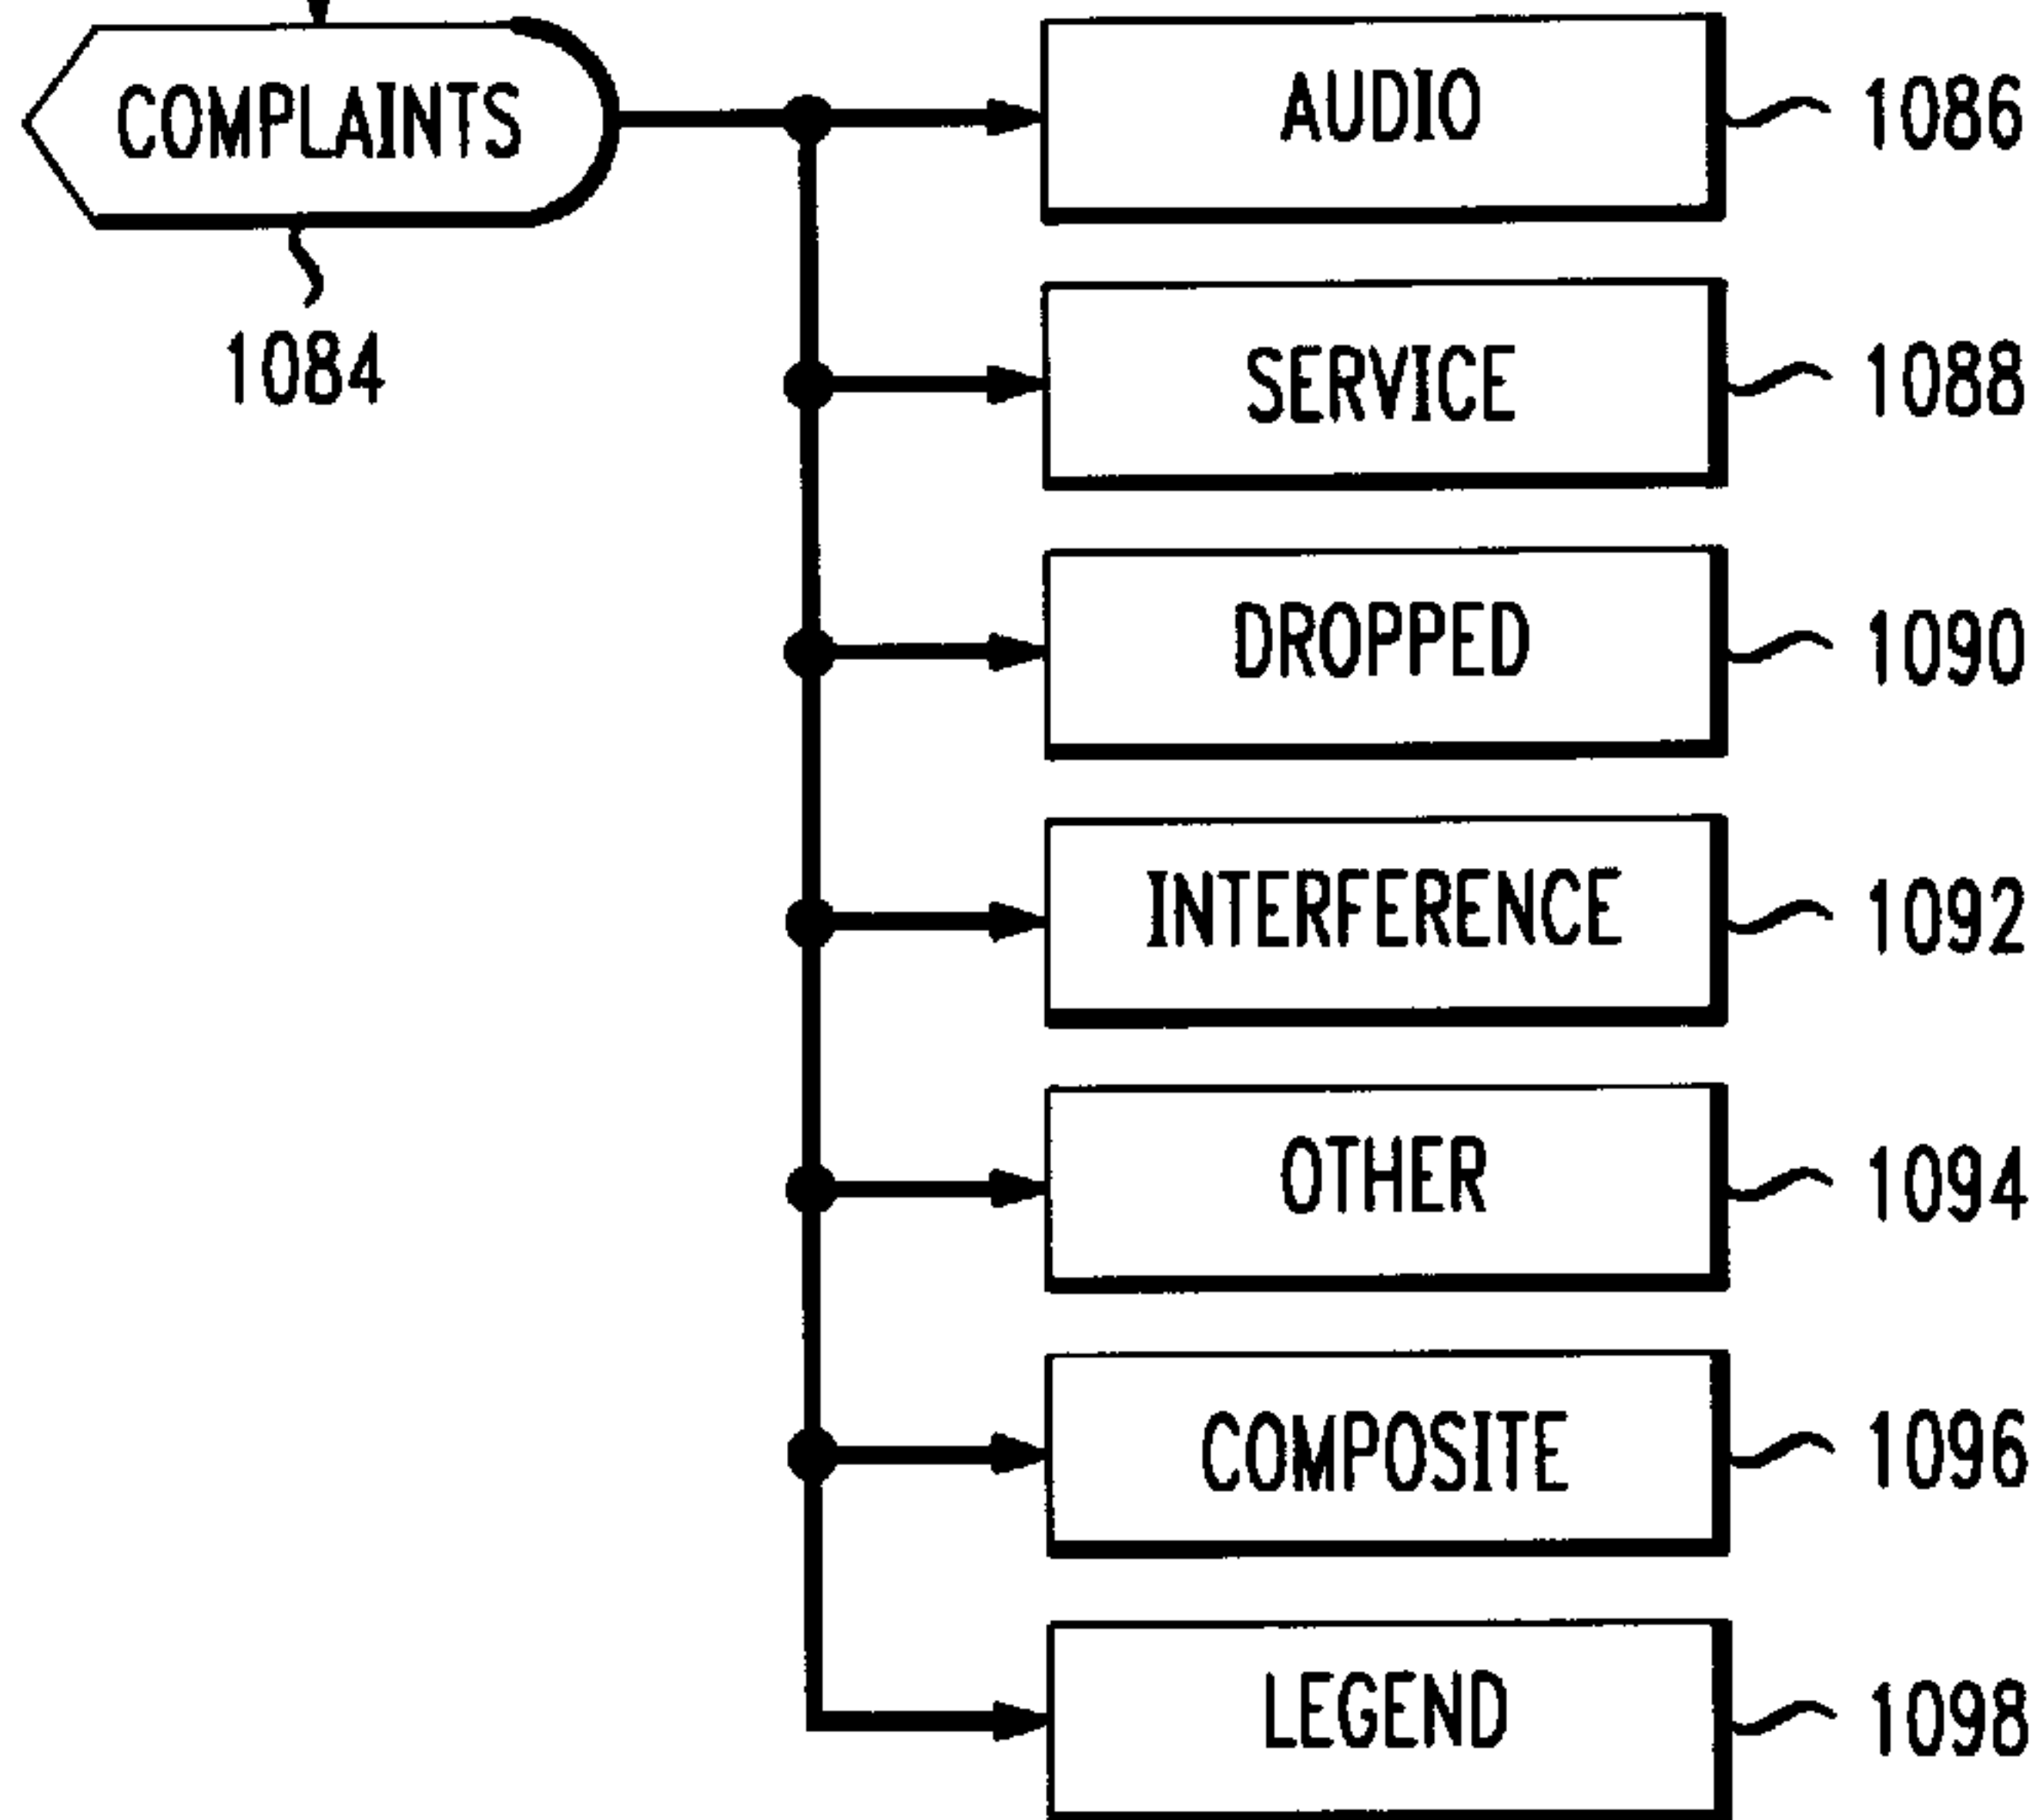 COMPLAINTS
1084
AUDIO
1086
SERVICE
1088
DROPPED
1090
INTERFERENCE
1092
OTHER
1094
COMPOSITE
1096
LEGEND
1098